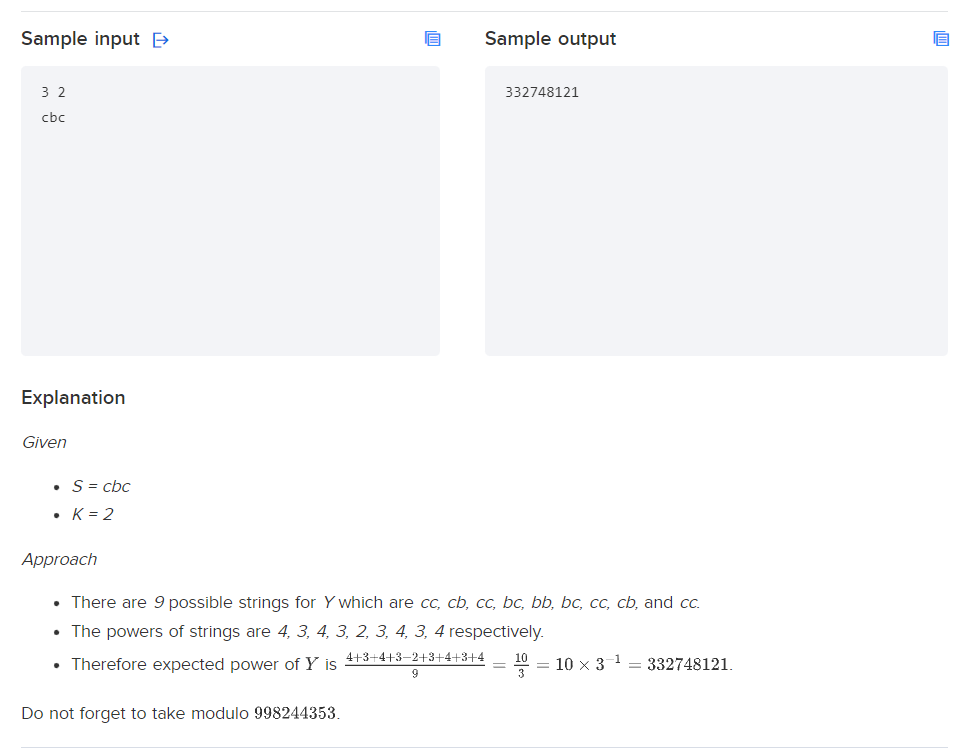 Sample input
Sample output
3 2
cbc
332748121
Explanation
Given
• S = cbc
• K = 2
Approach
• There are 9 possible strings for Y which are cc, cb, cc, bc, bb, bc, cc, cb, and cc.
• The powers of strings are 4, 3, 4, 3, 2, 3, 4, 3, 4 respectively.
• Therefore expected power of Y is (4+3+4+3−2+3+4+3+4)/9 = 10/3 = 10 × 3⁻¹ = 332748121.
Do not forget to take modulo 998244353.